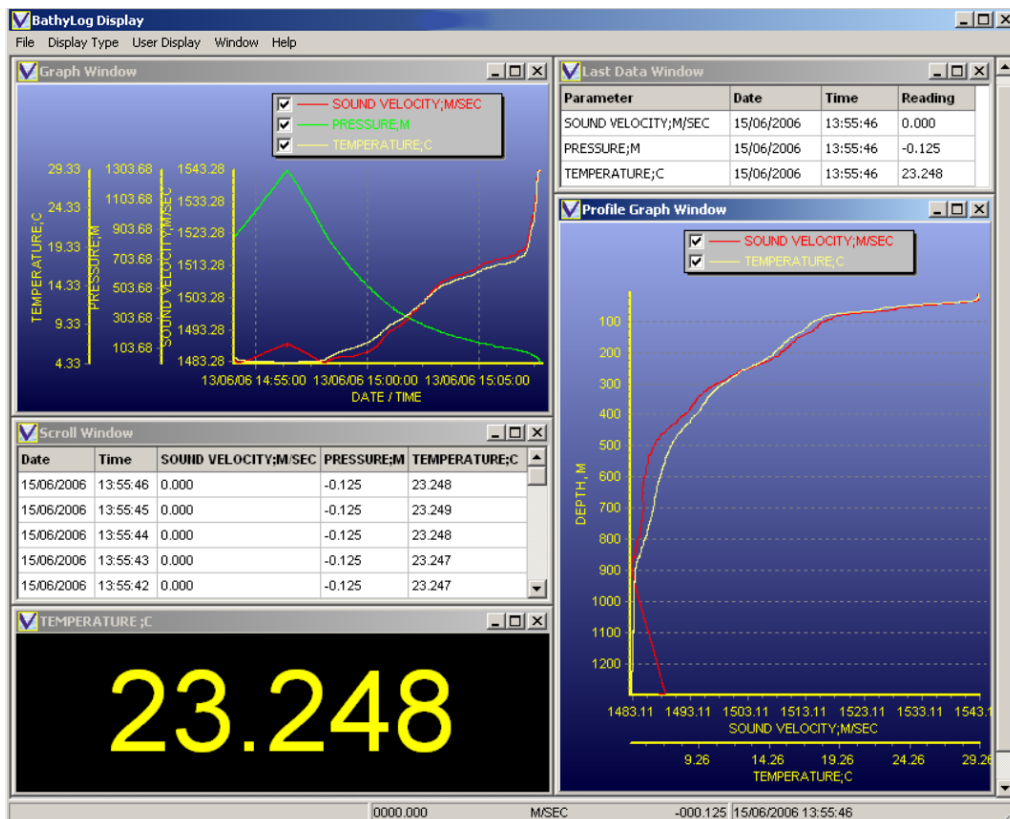 BathyLog Display
File Display Type User Display Window Help
Graph Window
SOUND VELOCITY;M/SEC
PRESSURE;M
TEMPERATURE;C
29.33 1303.68 1543.28
24.33 1103.68 1533.28
19.33 903.68 1523.28
14.33 703.68 1513.28
9.33 503.68 1503.28
4.33 303.68 1493.28
103.68 1483.28
TEMPERATURE;C
PRESSURE;M
SOUND VELOCITY;M/SEC
13/06/06 14:55:00 13/06/06 15:00:00 13/06/06 15:05:00
DATE / TIME
Last Data Window
Parameter Date Time Reading
SOUND VELOCITY;M/SEC 15/06/2006 13:55:46 0.000
PRESSURE;M 15/06/2006 13:55:46 -0.125
TEMPERATURE;C 15/06/2006 13:55:46 23.248
Profile Graph Window
SOUND VELOCITY;M/SEC
TEMPERATURE;C
100
200
300
400
500
600
700
800
900
1000
1100
1200
DEPTH, M
1483.11 1493.11 1503.11 1513.11 1523.11 1533.11 1543.1
SOUND VELOCITY;M/SEC
9.26 14.26 19.26 24.26 29.26
TEMPERATURE;C
Scroll Window
Date Time SOUND VELOCITY;M/SEC PRESSURE;M TEMPERATURE;C
15/06/2006 13:55:46 0.000 -0.125 23.248
15/06/2006 13:55:45 0.000 -0.125 23.249
15/06/2006 13:55:44 0.000 -0.125 23.248
15/06/2006 13:55:43 0.000 -0.125 23.247
15/06/2006 13:55:42 0.000 -0.125 23.247
TEMPERATURE ;C
23.248
0000.000 M/SEC -000.125 15/06/2006 13:55:46